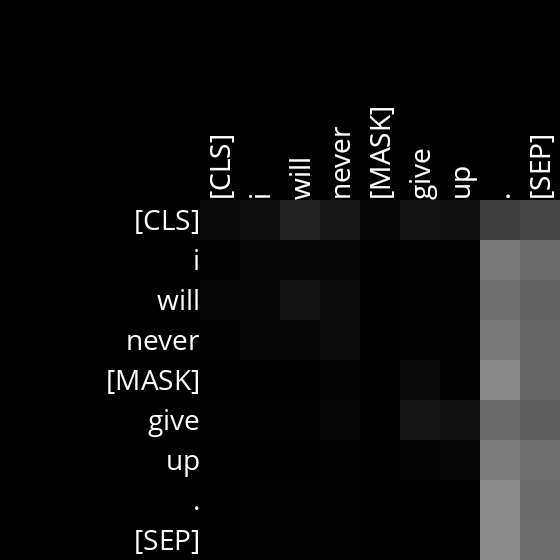 [CLS] i will never [MASK] give up . [SEP]
[CLS]
i
will
never
[MASK]
give
up
.
[SEP]